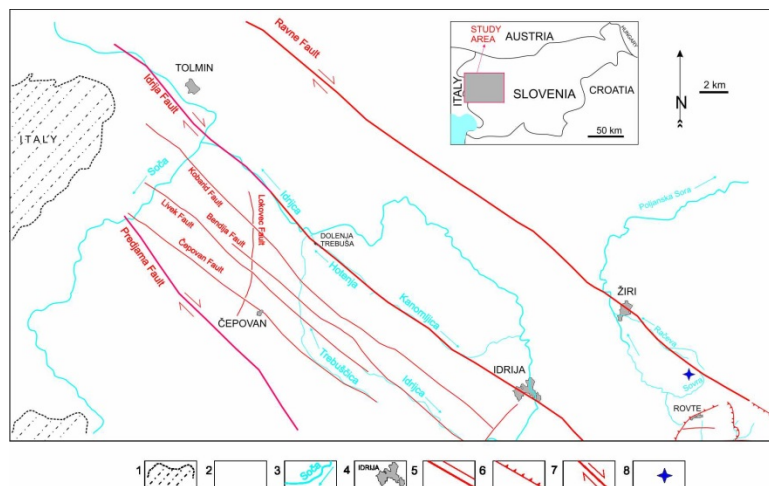 Ravne Fault
TOLMIN
Idrija Fault
ITALY
Soča
Kobarid Fault
Idrijca
Livek Fault
Bendija Fault
Lokovec Fault
Čepovan Fault
Predjama Fault
DOLENJA
TREBUŠA
Hotenja
Kanomljica
ČEPOVAN
Trebuščica
Idrijca
IDRIJA
STUDY
AREA
AUSTRIA
HUNGARY
ITALY
SLOVENIA
CROATIA
50 km
N
2 km
Poljanska Sora
ŽIRI
Račeva
Sovra
ROVTE
1
2
3
Soča
4
IDRIJA
5
6
7
8